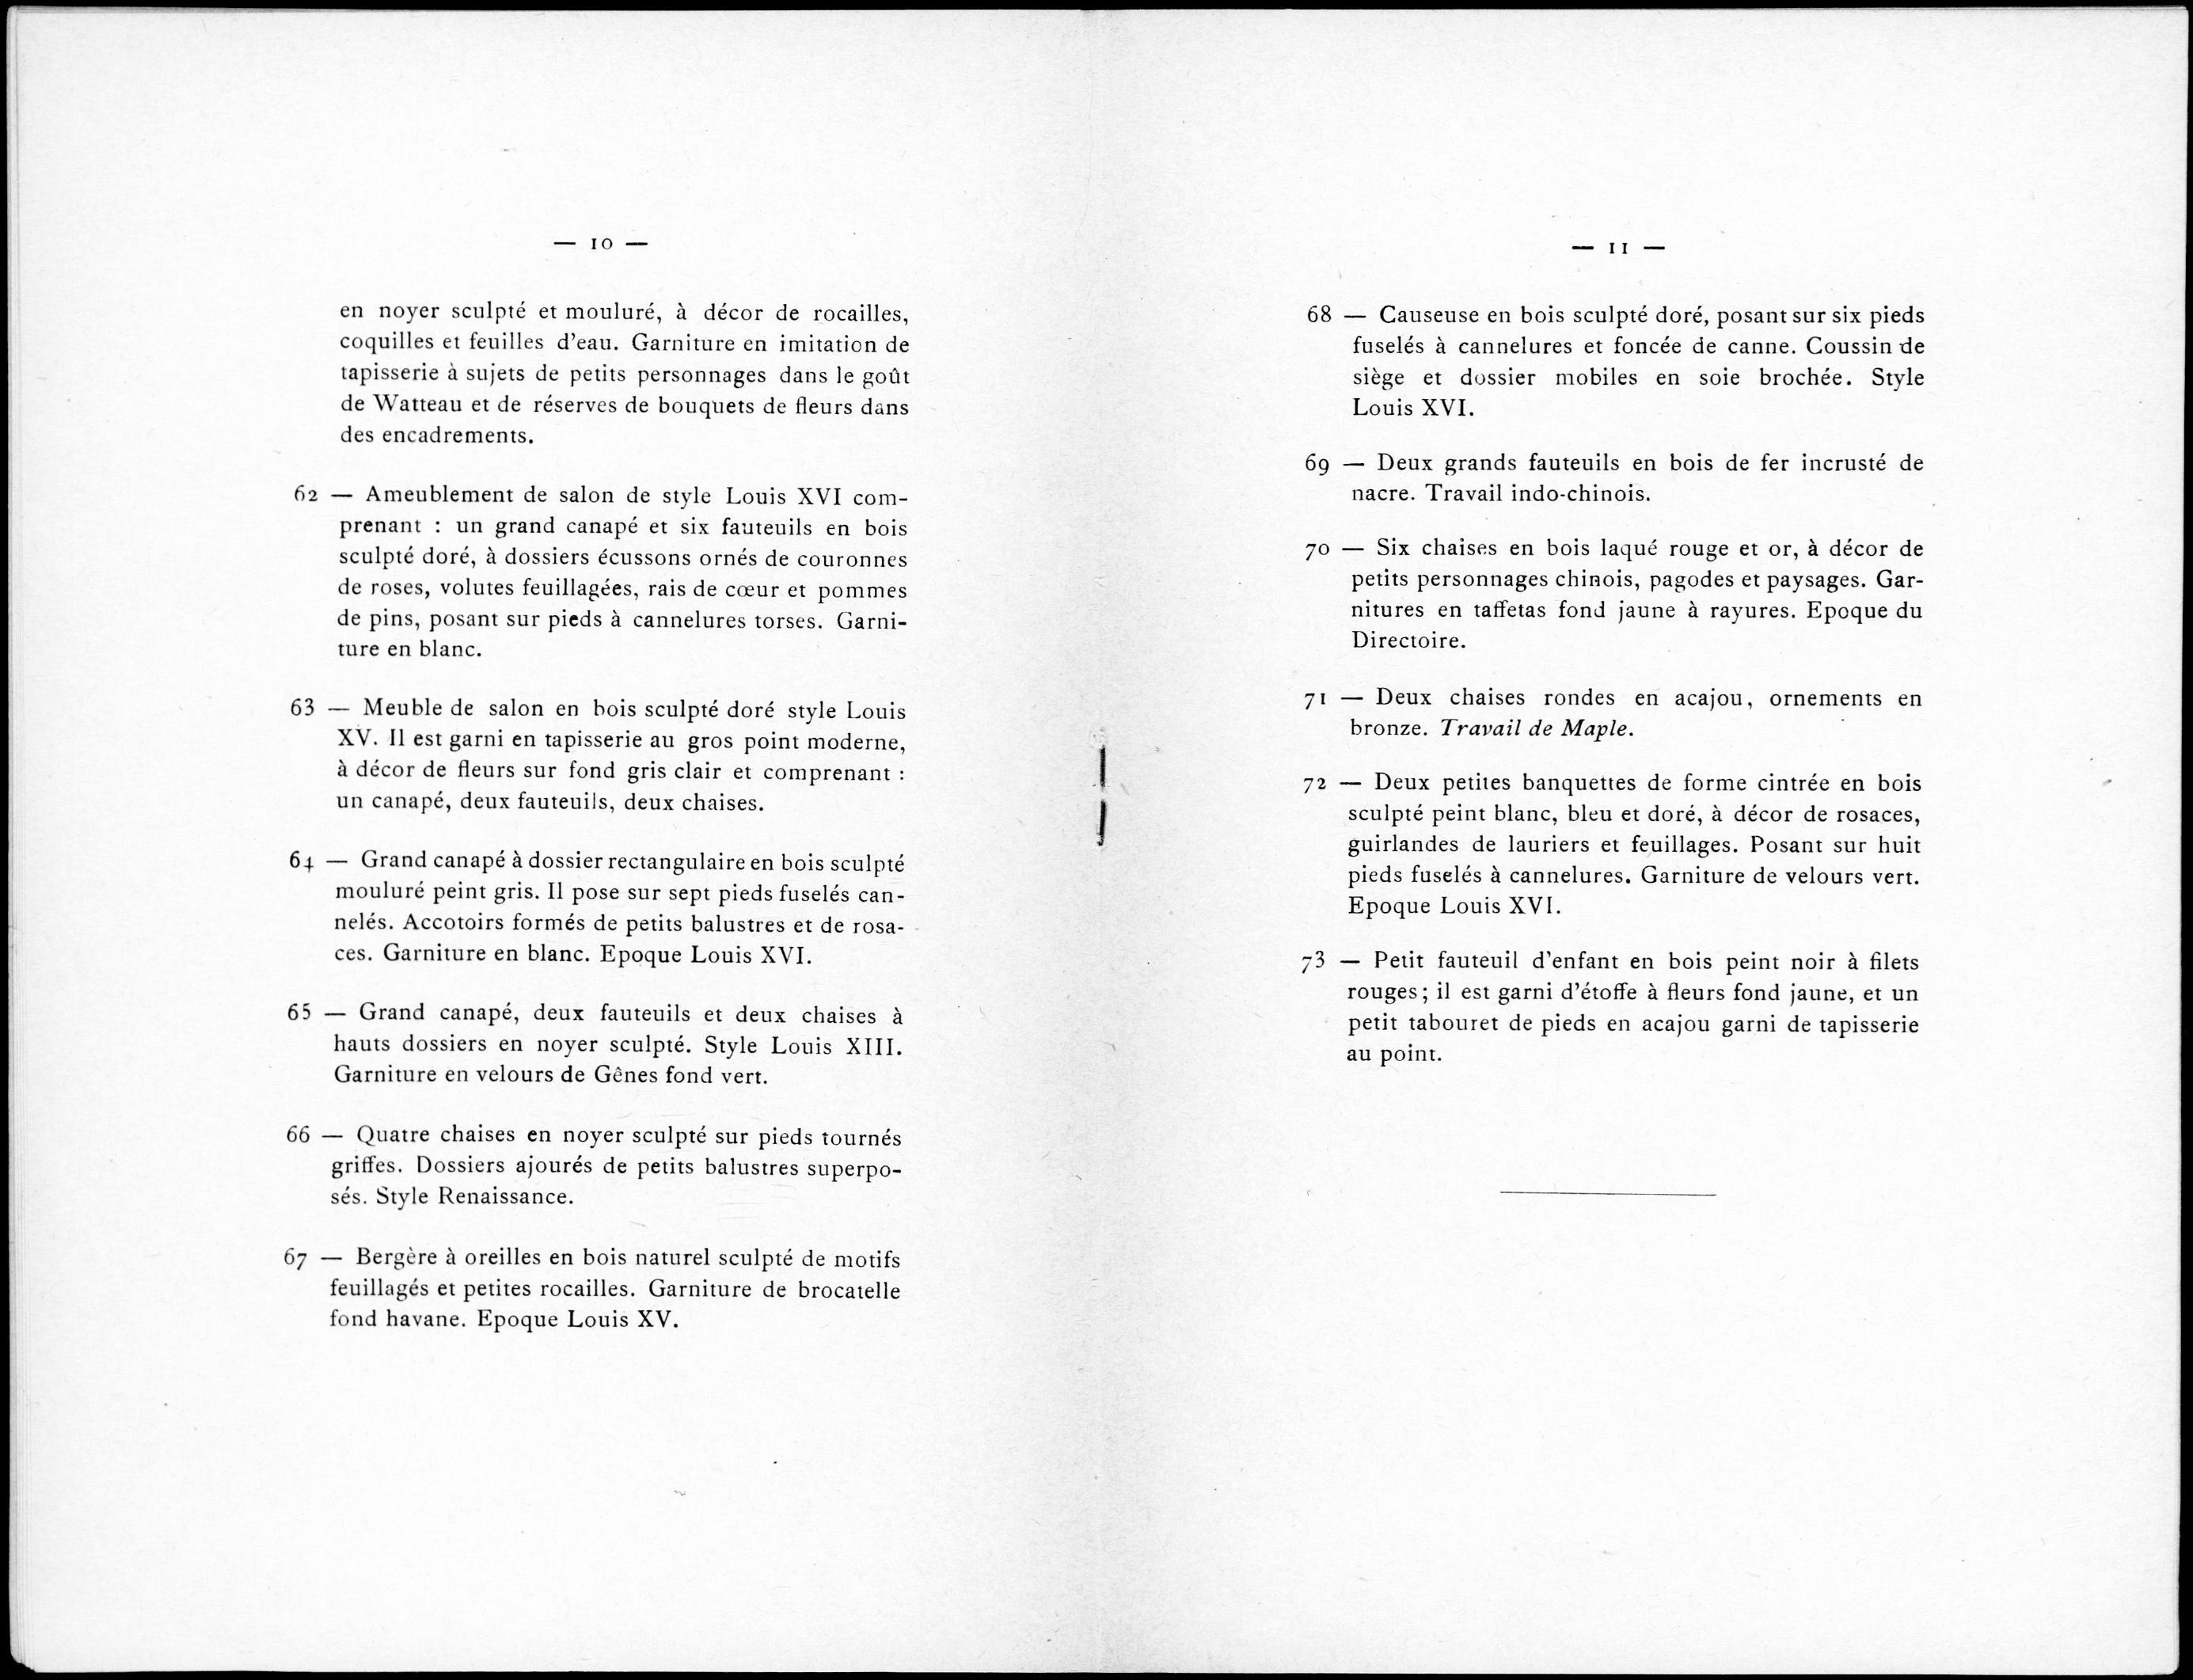 — 10 —
en noyer sculpté et mouluré, à décor de rocailles,
coquilles et feuilles d'eau. Garniture en imitation de
tapisserie à sujets de petits personnages dans le goût
de Watteau et de réserves de bouquets de fleurs dans
des encadrements.
62 — Ameublement de salon de style Louis XVI com-
prenant : un grand canapé et six fauteuils en bois
sculpté doré, à dossiers écussons ornés de couronnes
de roses, volutes feuillagées, rais de cœur et pommes
de pins, posant sur pieds à cannelures torses. Garni-
ture en blanc.
63 — Meuble de salon en bois sculpté doré style Louis
XV. Il est garni en tapisserie au gros point moderne,
à décor de fleurs sur fond gris clair et comprenant :
un canapé, deux fauteuils, deux chaises.
64 — Grand canapé à dossier rectangulaire en bois sculpté
mouluré peint gris. Il pose sur sept pieds fuselés can-
nelés. Accotoirs formés de petits balustres et de rosa-
ces. Garniture en blanc. Epoque Louis XVI.
65 — Grand canapé, deux fauteuils et deux chaises à
hauts dossiers en noyer sculpté. Style Louis XIII.
Garniture en velours de Gênes fond vert.
66 — Quatre chaises en noyer sculpté sur pieds tournés
griffes. Dossiers ajourés de petits balustres superpo-
sés. Style Renaissance.
67 — Bergère à oreilles en bois naturel sculpté de motifs
feuillagés et petites rocailles. Garniture de brocatelle
fond havane. Epoque Louis XV.
— 11 —
68 — Causeuse en bois sculpté doré, posant sur six pieds
fuselés à cannelures et foncée de canne. Coussin de
siège et dossier mobiles en soie brochée. Style
Louis XVI.
69 — Deux grands fauteuils en bois de fer incrusté de
nacre. Travail indo-chinois.
70 — Six chaises en bois laqué rouge et or, à décor de
petits personnages chinois, pagodes et paysages. Gar-
nitures en taffetas fond jaune à rayures. Epoque du
Directoire.
71 — Deux chaises rondes en acajou, ornements en
bronze. Travail de Maple.
72 — Deux petites banquettes de forme cintrée en bois
sculpté peint blanc, bleu et doré, à décor de rosaces,
guirlandes de lauriers et feuillages. Posant sur huit
pieds fuselés à cannelures. Garniture de velours vert.
Epoque Louis XVI.
73 — Petit fauteuil d'enfant en bois peint noir à filets
rouges ; il est garni d'étoffe à fleurs fond jaune, et un
petit tabouret de pieds en acajou garni de tapisserie
au point.